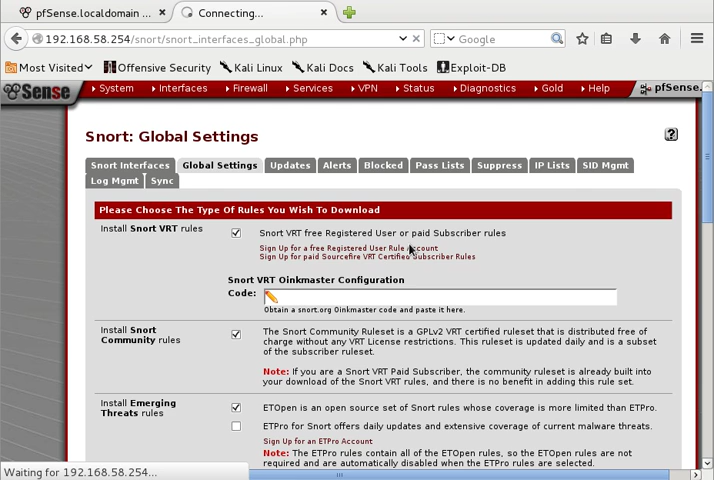 pfSense.localdomain ...
Connecting...
192.168.58.254/snort/snort_interfaces_global.php
Google
Most Visited
Offensive Security
Kali Linux
Kali Docs
Kali Tools
Exploit-DB
Sense
System
Interfaces
Firewall
Services
VPN
Status
Diagnostics
Gold
Help
pfSense.
Snort: Global Settings
?
Snort Interfaces
Global Settings
Updates
Alerts
Blocked
Pass Lists
Suppress
IP Lists
SID Mgmt
Log Mgmt
Sync
Please Choose The Type Of Rules You Wish To Download
Install Snort VRT rules
Snort VRT free Registered User or paid Subscriber rules
Sign Up for a free Registered User Rule Account
Sign Up for paid Sourcefire VRT Certified Subscriber Rules
Snort VRT Oinkmaster Configuration
Code:
Obtain a snort.org Oinkmaster code and paste it here.
Install Snort
Community rules
The Snort Community Ruleset is a GPLv2 VRT certified ruleset that is distributed free of
charge without any VRT License restrictions. This ruleset is updated daily and is a subset
of the subscriber ruleset.
Note: If you are a Snort VRT Paid Subscriber, the community ruleset is already built into
your download of the Snort VRT rules, and there is no benefit in adding this rule set.
Install Emerging
Threats rules
ETOpen is an open source set of Snort rules whose coverage is more limited than ETPro.
ETPro for Snort offers daily updates and extensive coverage of current malware threats.
Sign Up for an ETPro Account
Note: The ETPro rules contain all of the ETOpen rules, so the ETOpen rules are not
required and are automatically disabled when the ETPro rules are selected.
Waiting for 192.168.58.254...